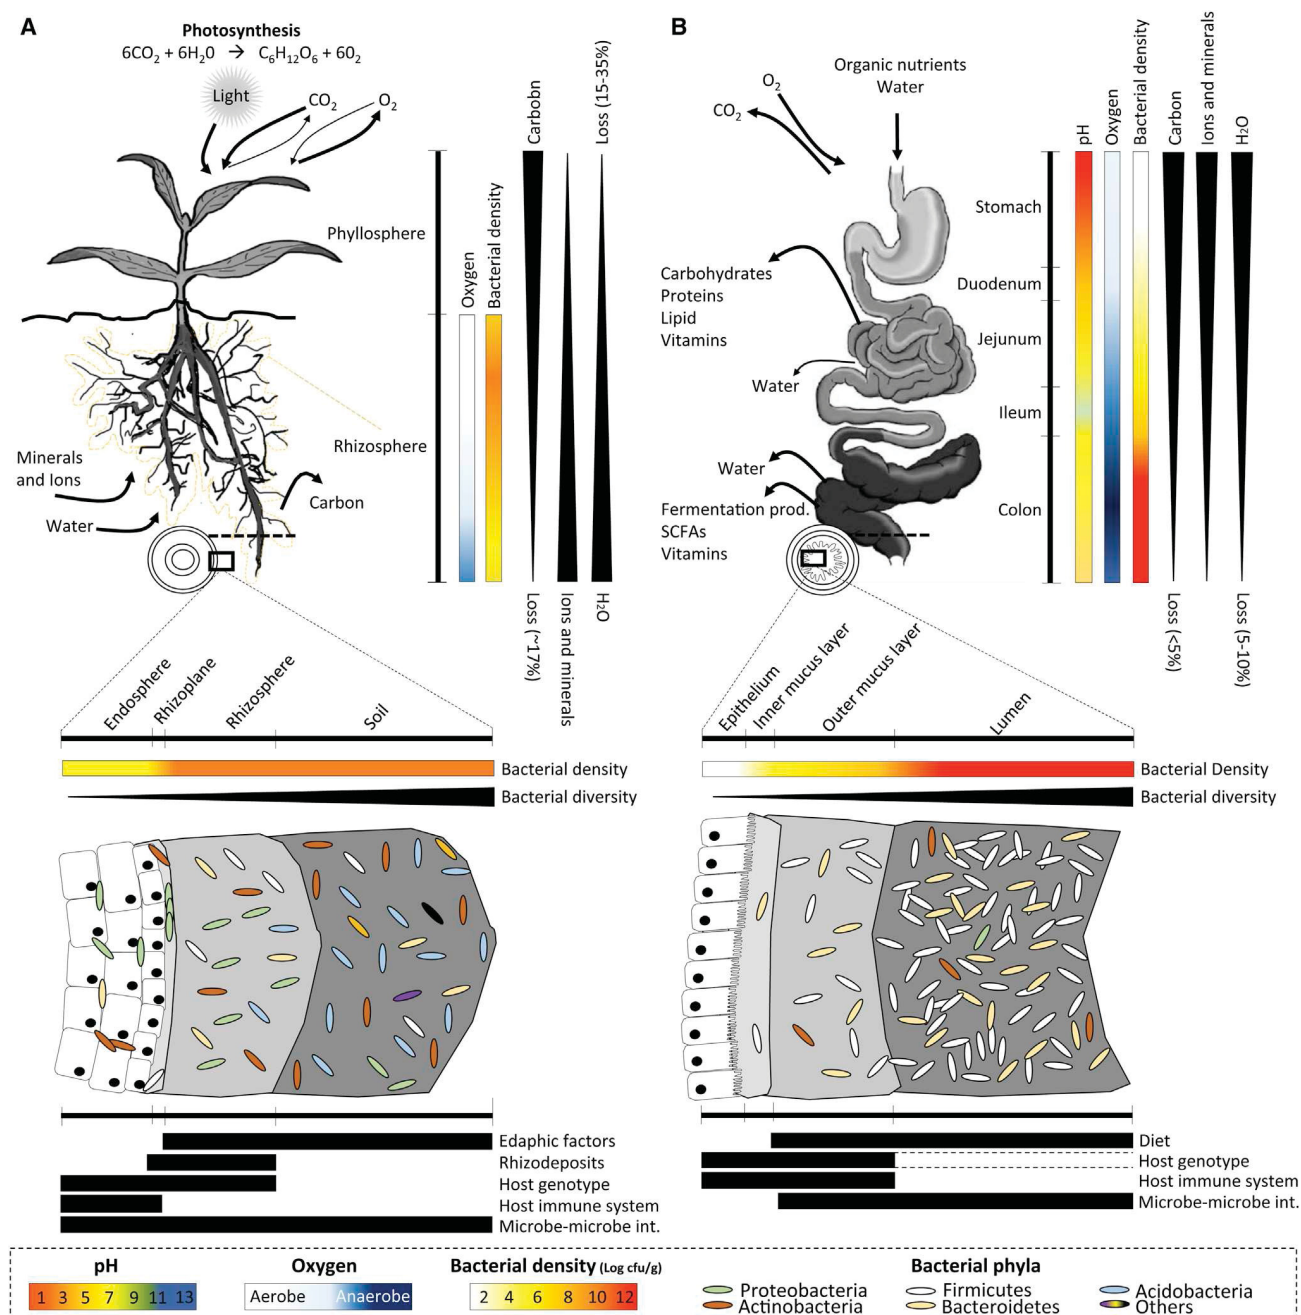 A
Photosynthesis
6CO2 + 6H20 → C6H12O6 + 602
Light
CO2
O2
Phyllosphere
Rhizosphere
Minerals
and Ions
Water
Carbon
Oxygen
Bacterial density
Carbobn
Loss (15-35%)
Loss (~17%)
Ions and minerals
H2O
Endosphere
Rhizoplane
Rhizosphere
Soil
Bacterial density
Bacterial diversity
Edaphic factors
Rhizodeposits
Host genotype
Host immune system
Microbe-microbe int.
B
O2
CO2
Organic nutrients
Water
Carbohydrates
Proteins
Lipid
Vitamins
Water
Water
Fermentation prod.
SCFAs
Vitamins
Stomach
Duodenum
Jejunum
Ileum
Colon
pH
Oxygen
Bacterial density
Carbon
Ions and minerals
H2O
Loss (<5%)
Loss (5-10%)
Epithelium
Inner mucus layer
Outer mucus layer
Lumen
Bacterial Density
Bacterial diversity
Diet
Host genotype
Host immune system
Microbe-microbe int.
pH
1 3 5 7 9 11 13
Oxygen
Aerobe Anaerobe
Bacterial density (Log cfu/g)
2 4 6 8 10 12
Bacterial phyla
Proteobacteria
Firmicutes
Acidobacteria
Actinobacteria
Bacteroidetes
Others